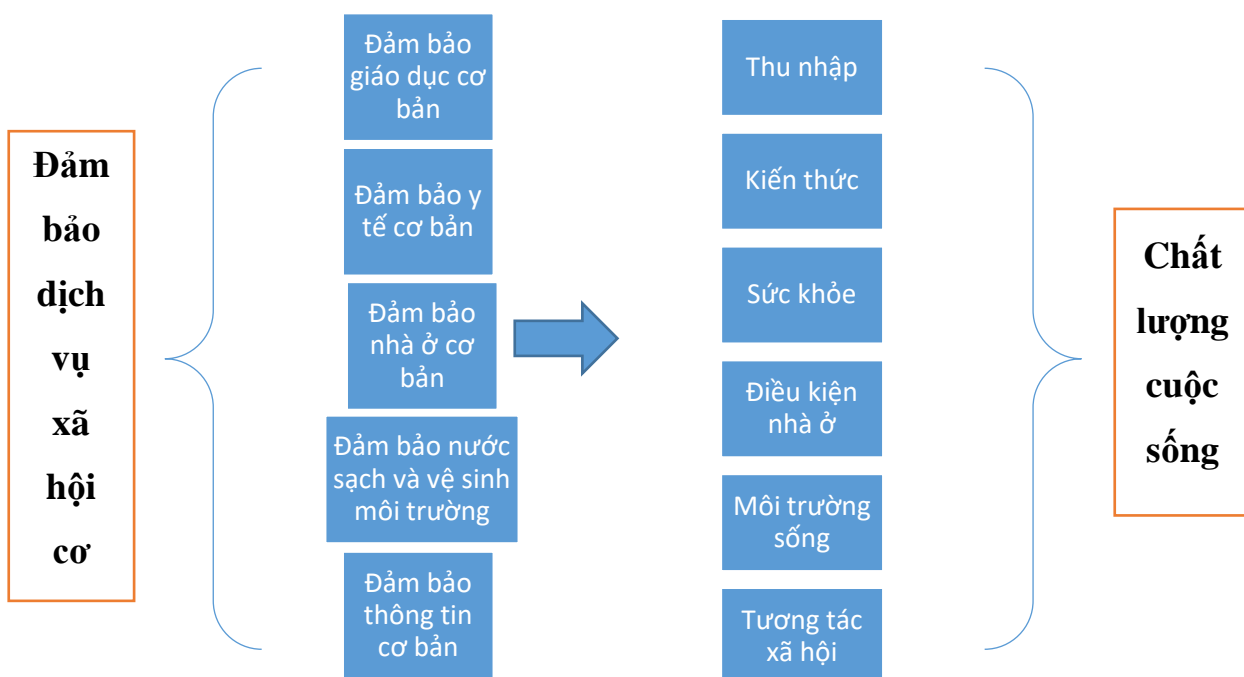 Đảm
bảo
dịch
vụ
xã
hội
cơ
Đảm bảo
giáo dục cơ
bản
Đảm bảo y
tế cơ bản
Đảm bảo
nhà ở cơ
bản
Đảm bảo nước
sạch và vệ sinh
môi trường
Đảm bảo
thông tin
cơ bản
Thu nhập
Kiến thức
Sức khỏe
Điều kiện
nhà ở
Môi trường
sống
Tương tác
xã hội
Chất
lượng
cuộc
sống